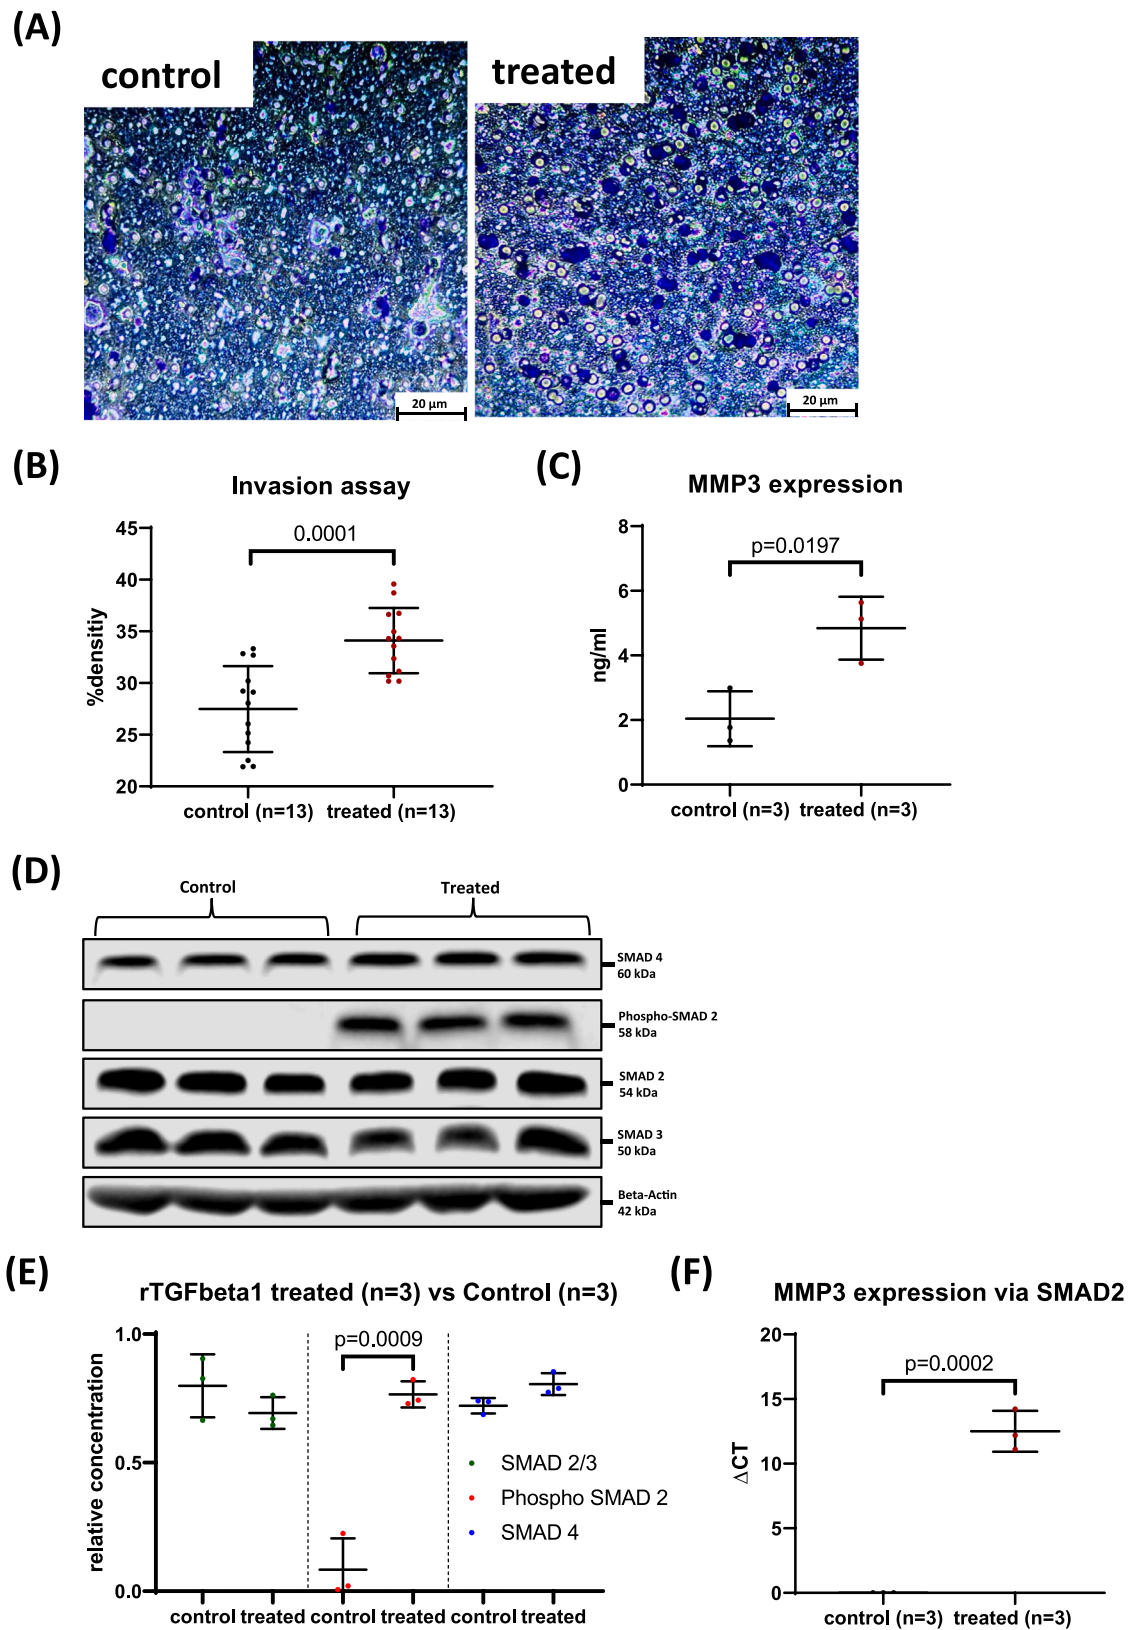 (A)
control
treated
20 μm
20 μm
(B)
Invasion assay
0.0001
%densitiy
45
40
35
30
25
20
control (n=13)
treated (n=13)
(C)
MMP3 expression
p=0.0197
ng/ml
8
6
4
2
0
control (n=3)
treated (n=3)
(D)
Control
Treated
SMAD 4
60 kDa
Phospho-SMAD 2
58 kDa
SMAD 2
54 kDa
SMAD 3
50 kDa
Beta-Actin
42 kDa
(E)
rTGFbeta1 treated (n=3) vs Control (n=3)
p=0.0009
relative concentration
1.0
0.5
0.0
SMAD 2/3
Phospho SMAD 2
SMAD 4
control treated control treated control treated
(F)
MMP3 expression via SMAD2
p=0.0002
ΔCT
20
15
10
5
0
control (n=3)
treated (n=3)